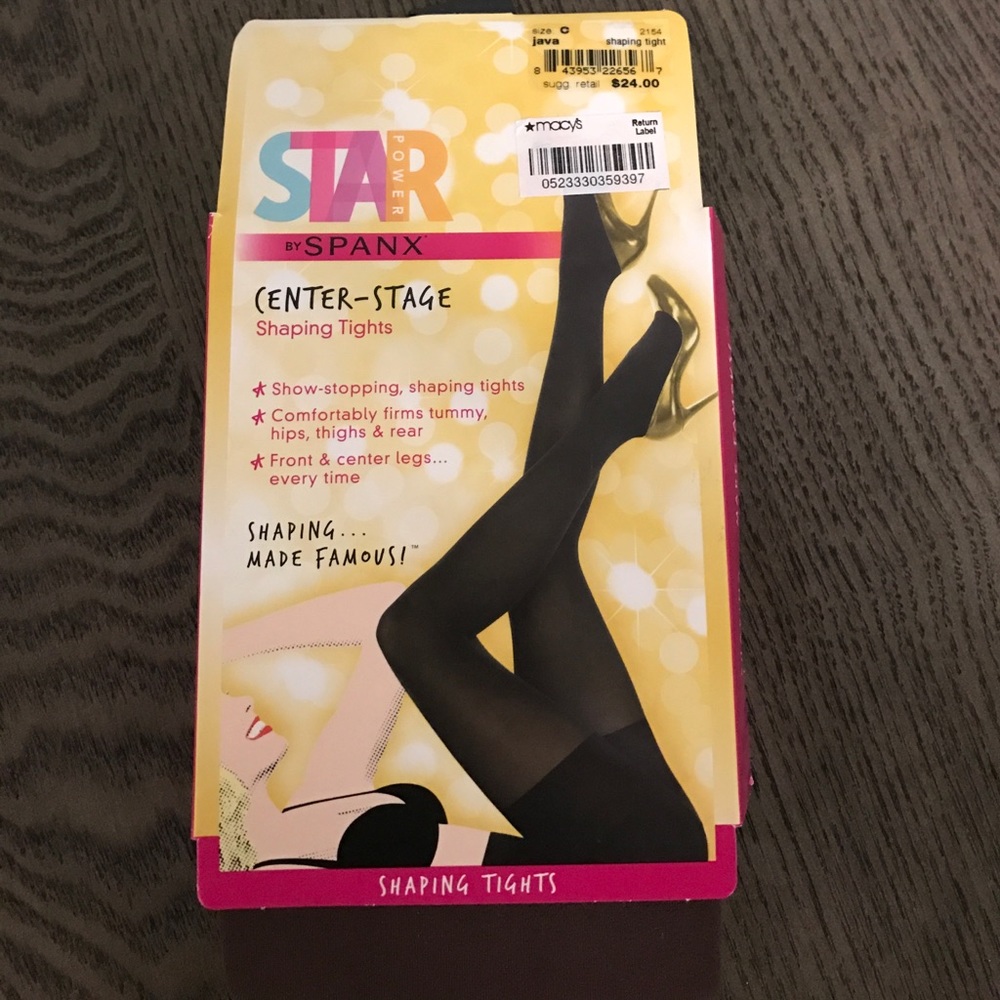 size C 2154
java shaping tight
8 43953 22656 7
sugg. retail $24.00
★macy's Return
Label
0523330359397
STAR
POWER
BY SPANX
CENTER-STAGE
Shaping Tights
Show-stopping, shaping tights
Comfortably firms tummy,
hips, thighs & rear
Front & center legs...
every time
SHAPING...
MADE FAMOUS!™
SHAPING TIGHTS